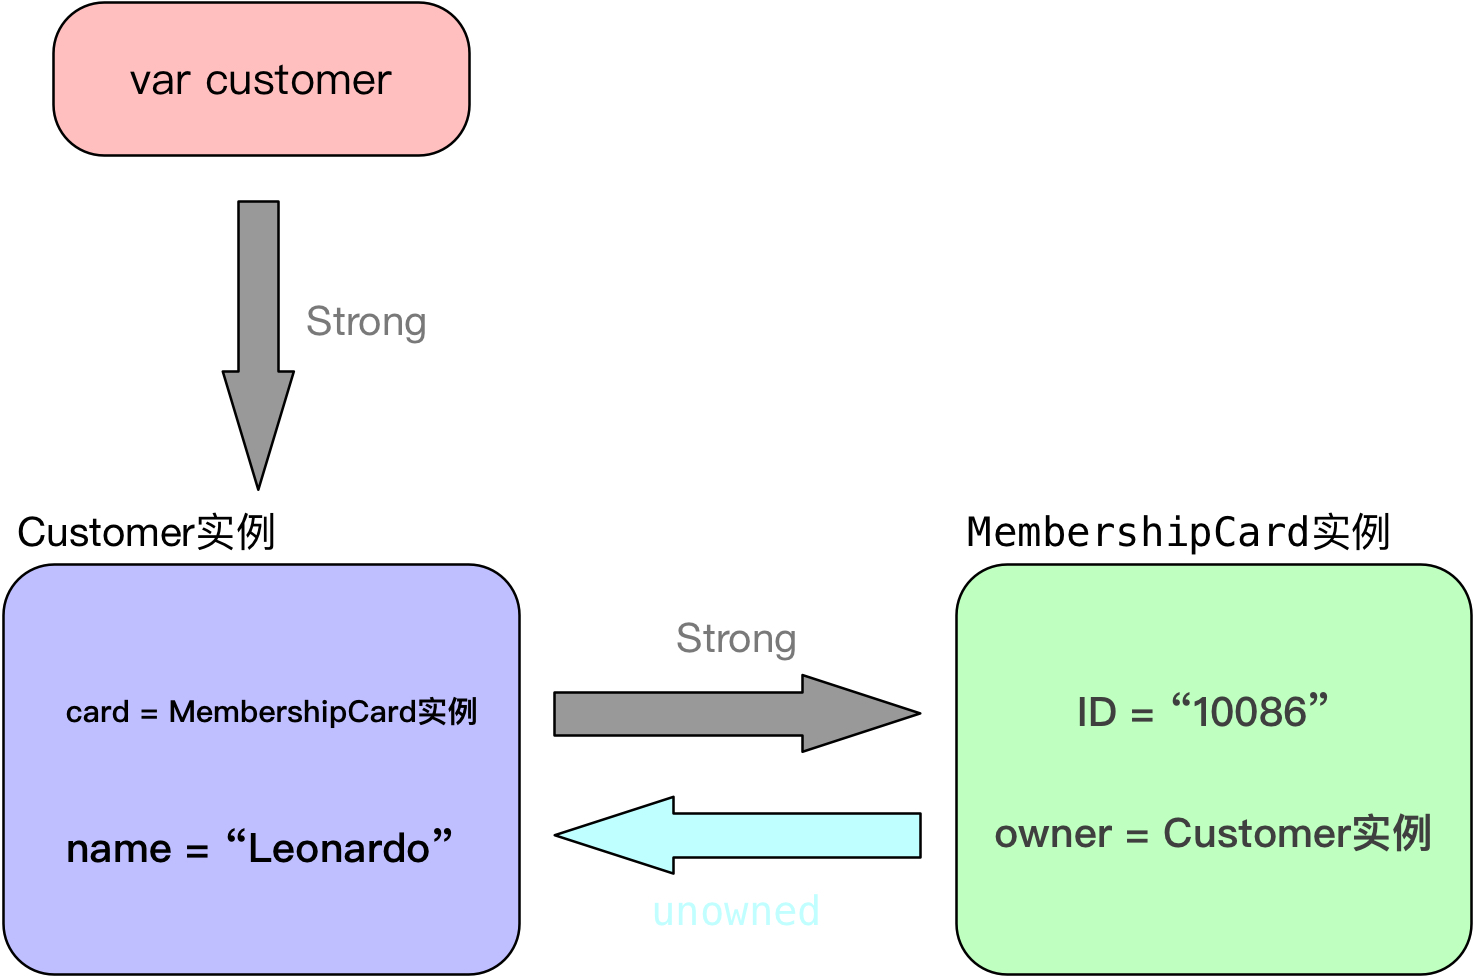 var customer
Strong
Customer实例
MembershipCard实例
Strong
card = MembershipCard实例
ID = “10086”
name = “Leonardo”
owner = Customer实例
unowned